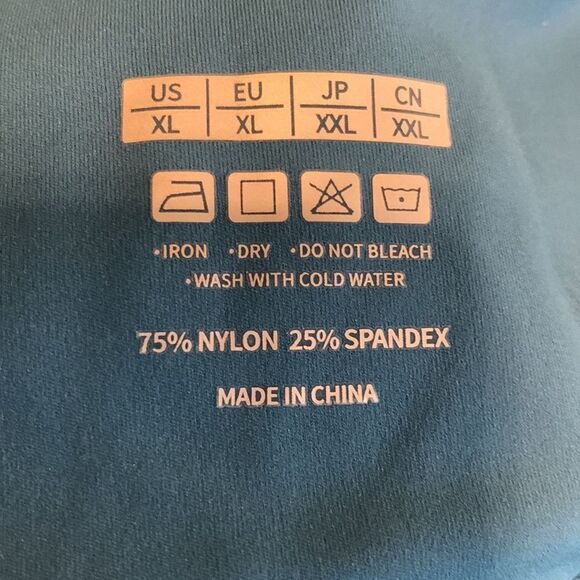 US EU JP CN
XL XL XXL XXL
•IRON •DRY •DO NOT BLEACH
•WASH WITH COLD WATER
75% NYLON 25% SPANDEX
MADE IN CHINA